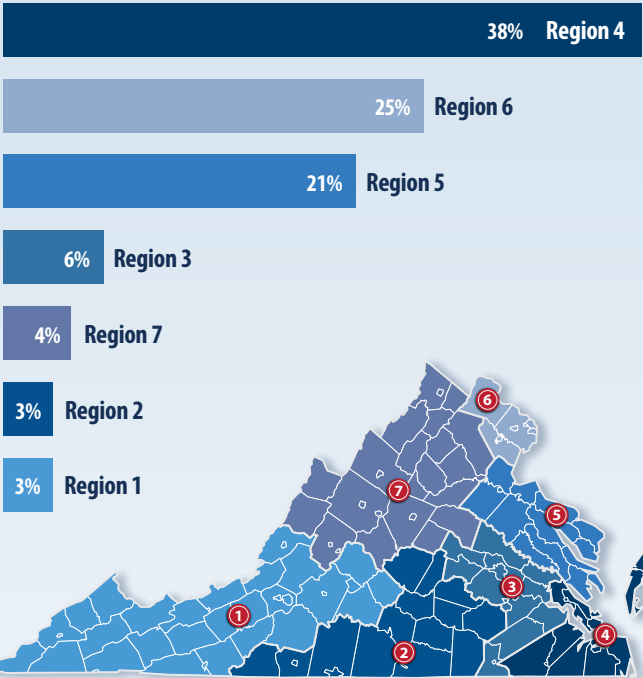 38% Region 4
25% Region 6
21% Region 5
6% Region 3
4% Region 7
3% Region 2
3% Region 1
6
7
5
3
1
4
2